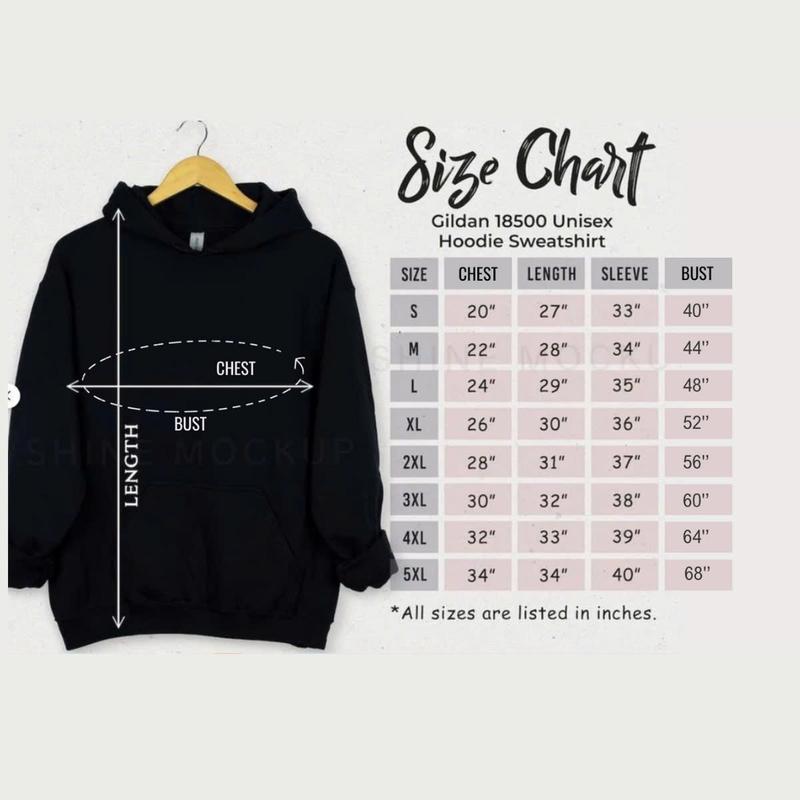 Size Chart
Gildan 18500 Unisex
Hoodie Sweatshirt
SIZE CHEST LENGTH SLEEVE BUST
S 20" 27" 33" 40"
M 22" 28" 34" 44"
L 24" 29" 35" 48"
XL 26" 30" 36" 52"
2XL 28" 31" 37" 56"
3XL 30" 32" 38" 60"
4XL 32" 33" 39" 64"
5XL 34" 34" 40" 68"
*All sizes are listed in inches.
CHEST
BUST
LENGTH
SHINE MOCKUP
SHINE MOCKU